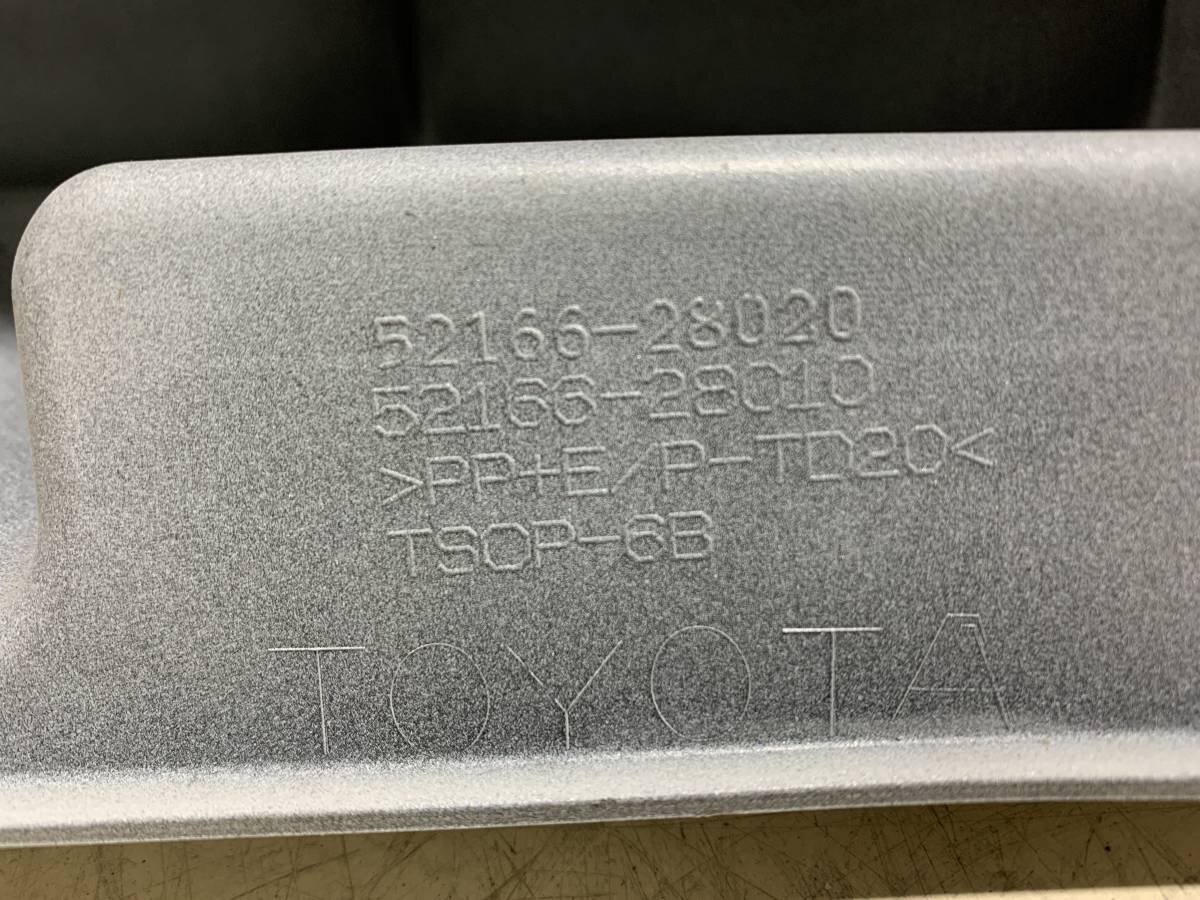 52166-28020
52166-28010
>PP+E/P-TD20<
TSOP-6B
TOYOTA